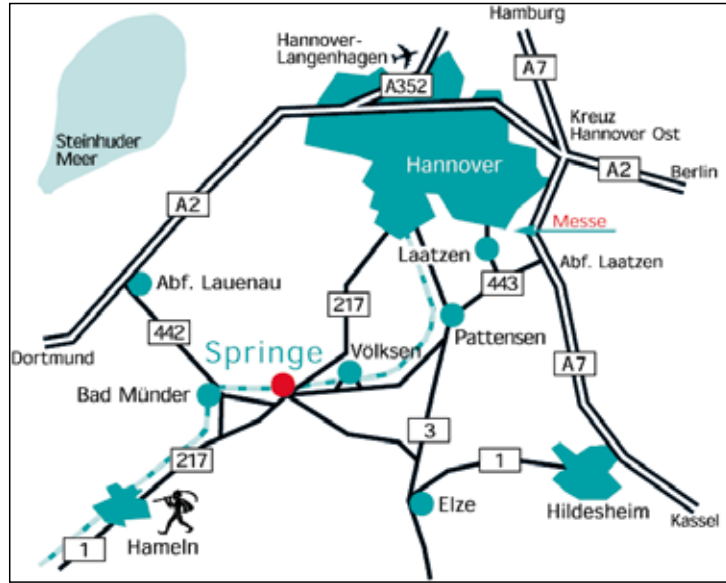 Hamburg
Hannover-
Langenhagen
A7
A352
Kreuz
Hannover Ost
Steinhuder
Meer
Hannover
A2
Berlin
A2
Messe
Laatzen
Abf. Laatzen
Abf. Lauenau
443
217
442
Pattensen
Dortmund
Springe
Völksen
A7
Bad Münder
3
217
1
Elze
Hildesheim
Kassel
1
Hameln